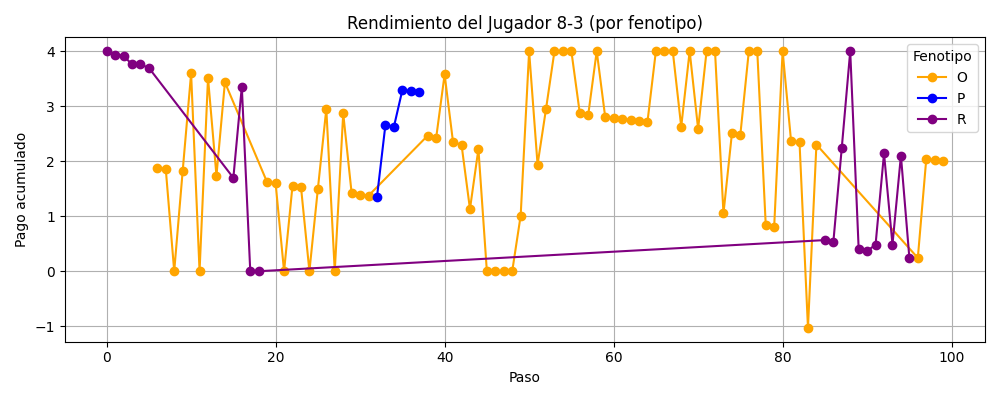 Rendimiento del Jugador 8-3 (por fenotipo)
Pago acumulado
4
3
2
1
0
−1
0
20
40
60
80
100
Paso
Fenotipo
O
P
R